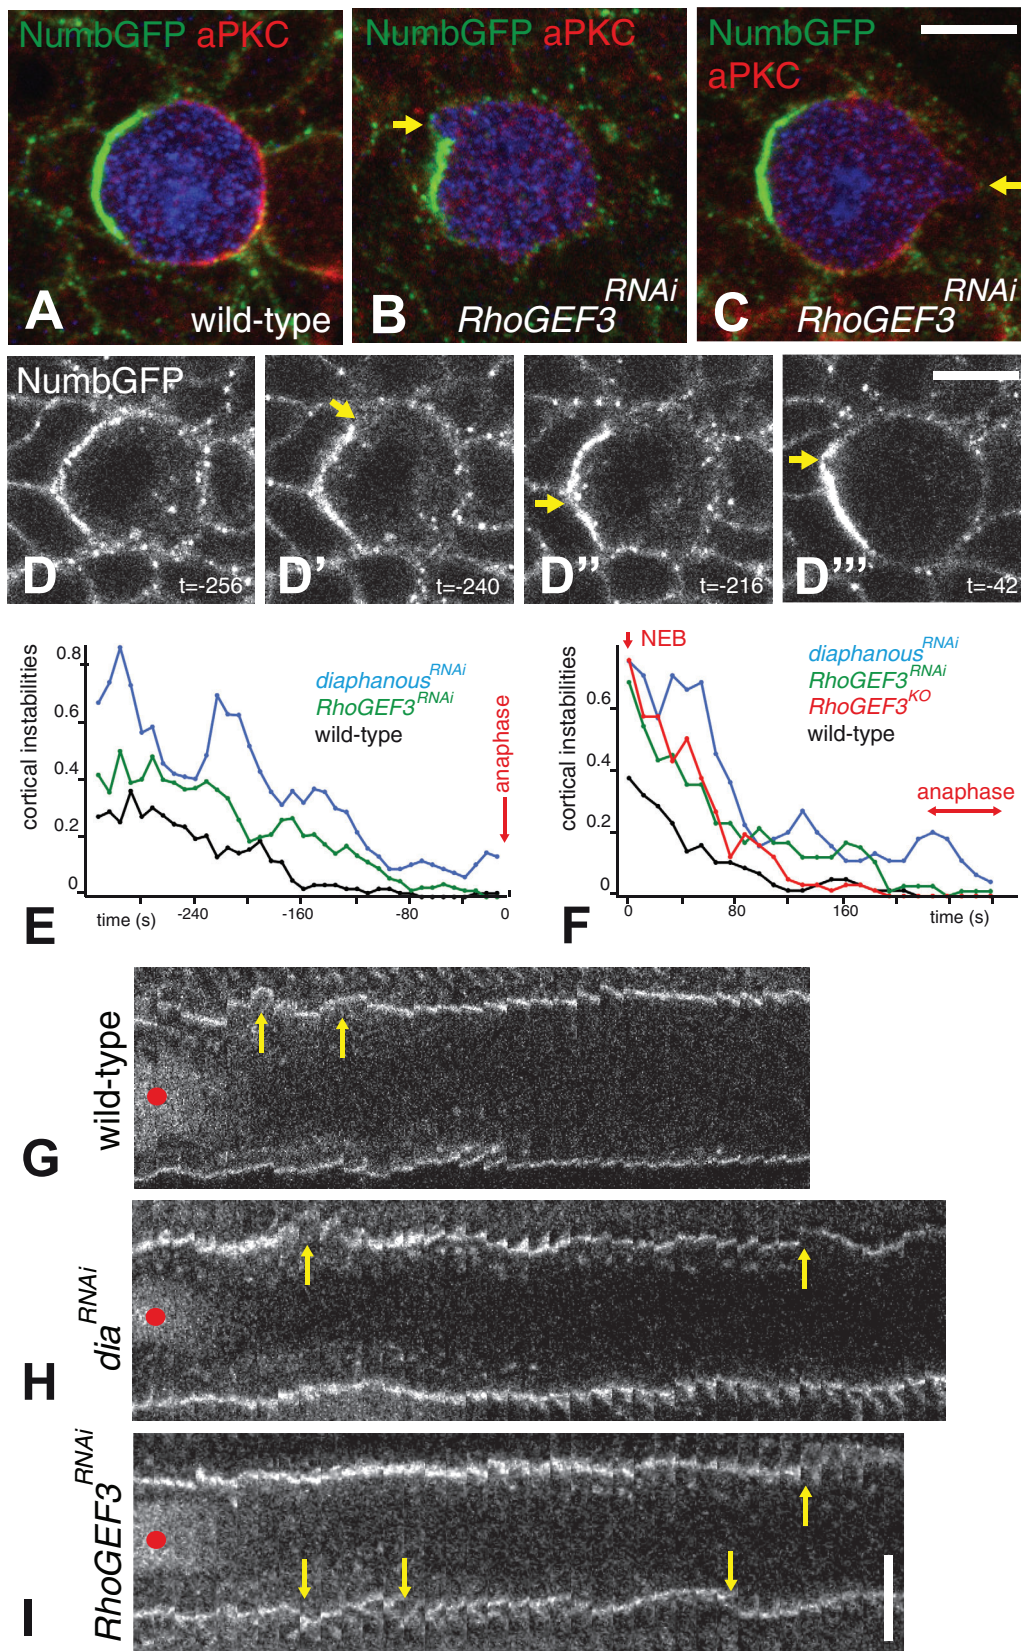 NumbGFP aPKC
A
wild-type
NumbGFP aPKC
B
RhoGEF3 RNAi
NumbGFP
aPKC
C
RhoGEF3 RNAi
NumbGFP
D
t=-256
D'
t=-240
D''
t=-216
D'''
t=-42
cortical instabilities
0.8
0.6
0.4
0.2
0
diaphanous RNAi
RhoGEF3 RNAi
wild-type
anaphase
E
time (s)
-240
-160
-80
0
cortical instabilities
0.6
0.4
0.2
0
NEB
diaphanous RNAi
RhoGEF3 RNAi
RhoGEF3 KO
wild-type
anaphase
F
0
80
160
time (s)
wild-type
G
dia RNAi
H
RhoGEF3 RNAi
I